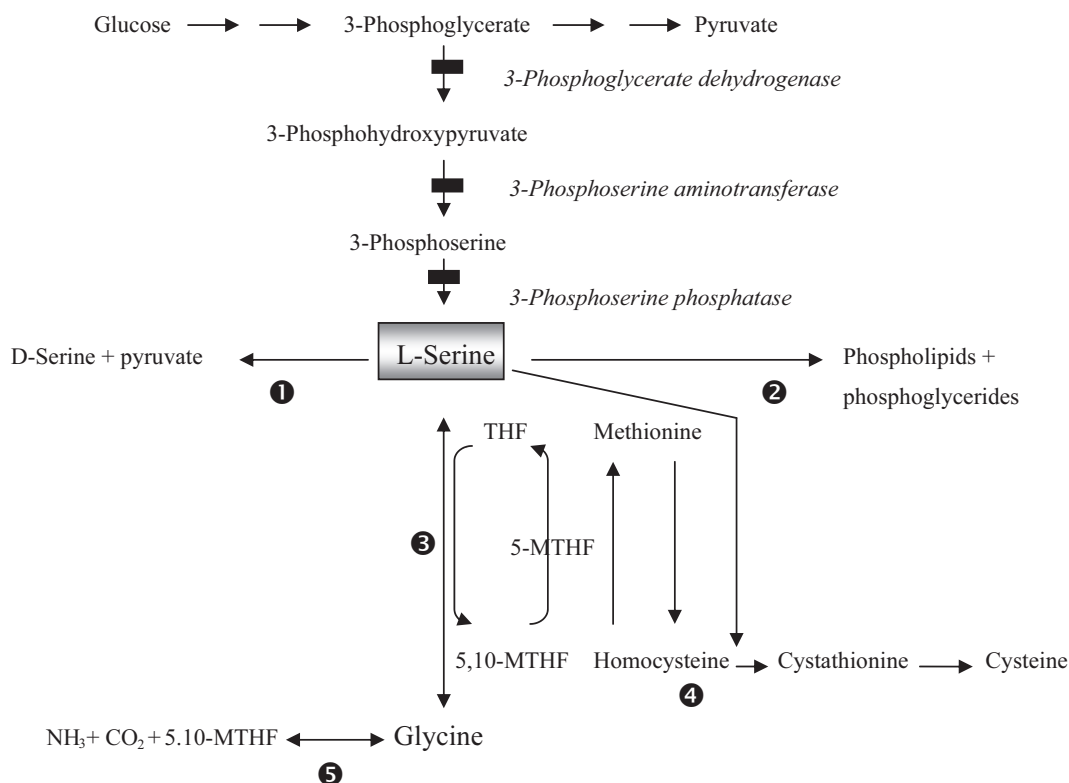 Glucose 3-Phosphoglycerate Pyruvate
3-Phosphoglycerate dehydrogenase
3-Phosphohydroxypyruvate
3-Phosphoserine aminotransferase
3-Phosphoserine
3-Phosphoserine phosphatase
D-Serine + pyruvate L-Serine Phospholipids +
❶ ❷ phosphoglycerides
THF Methionine
❸ 5-MTHF
5,10-MTHF Homocysteine Cystathionine Cysteine
❹
NH₃+ CO₂ + 5.10-MTHF Glycine
❺